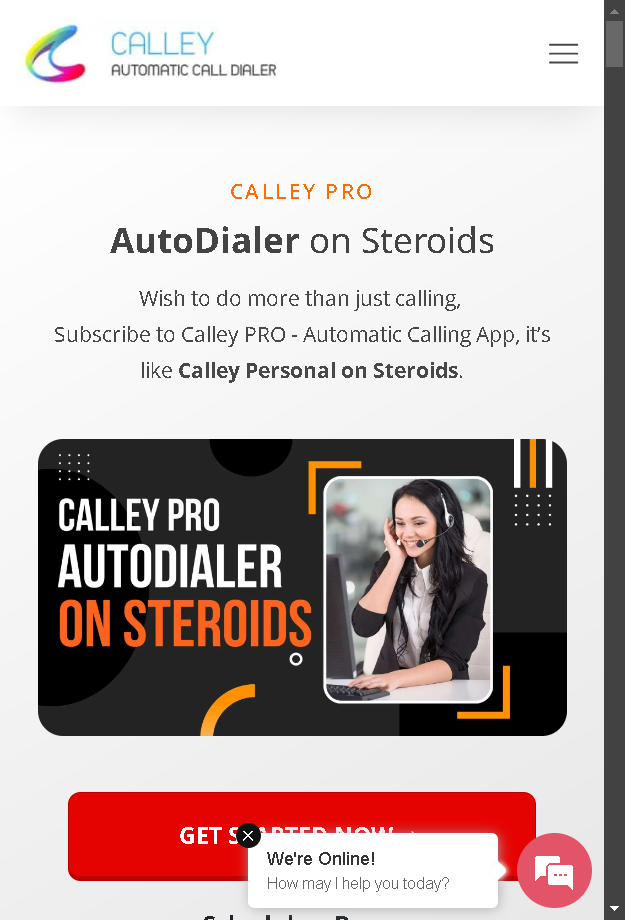 CALLEY
AUTOMATIC CALL DIALER
CALLEY PRO
AutoDialer on Steroids
Wish to do more than just calling,
Subscribe to Calley PRO - Automatic Calling App, it’s
like Calley Personal on Steroids.
CALLEY PRO
AUTODIALER
ON STEROIDS
GET STARTED NOW
We're Online!
How may I help you today?